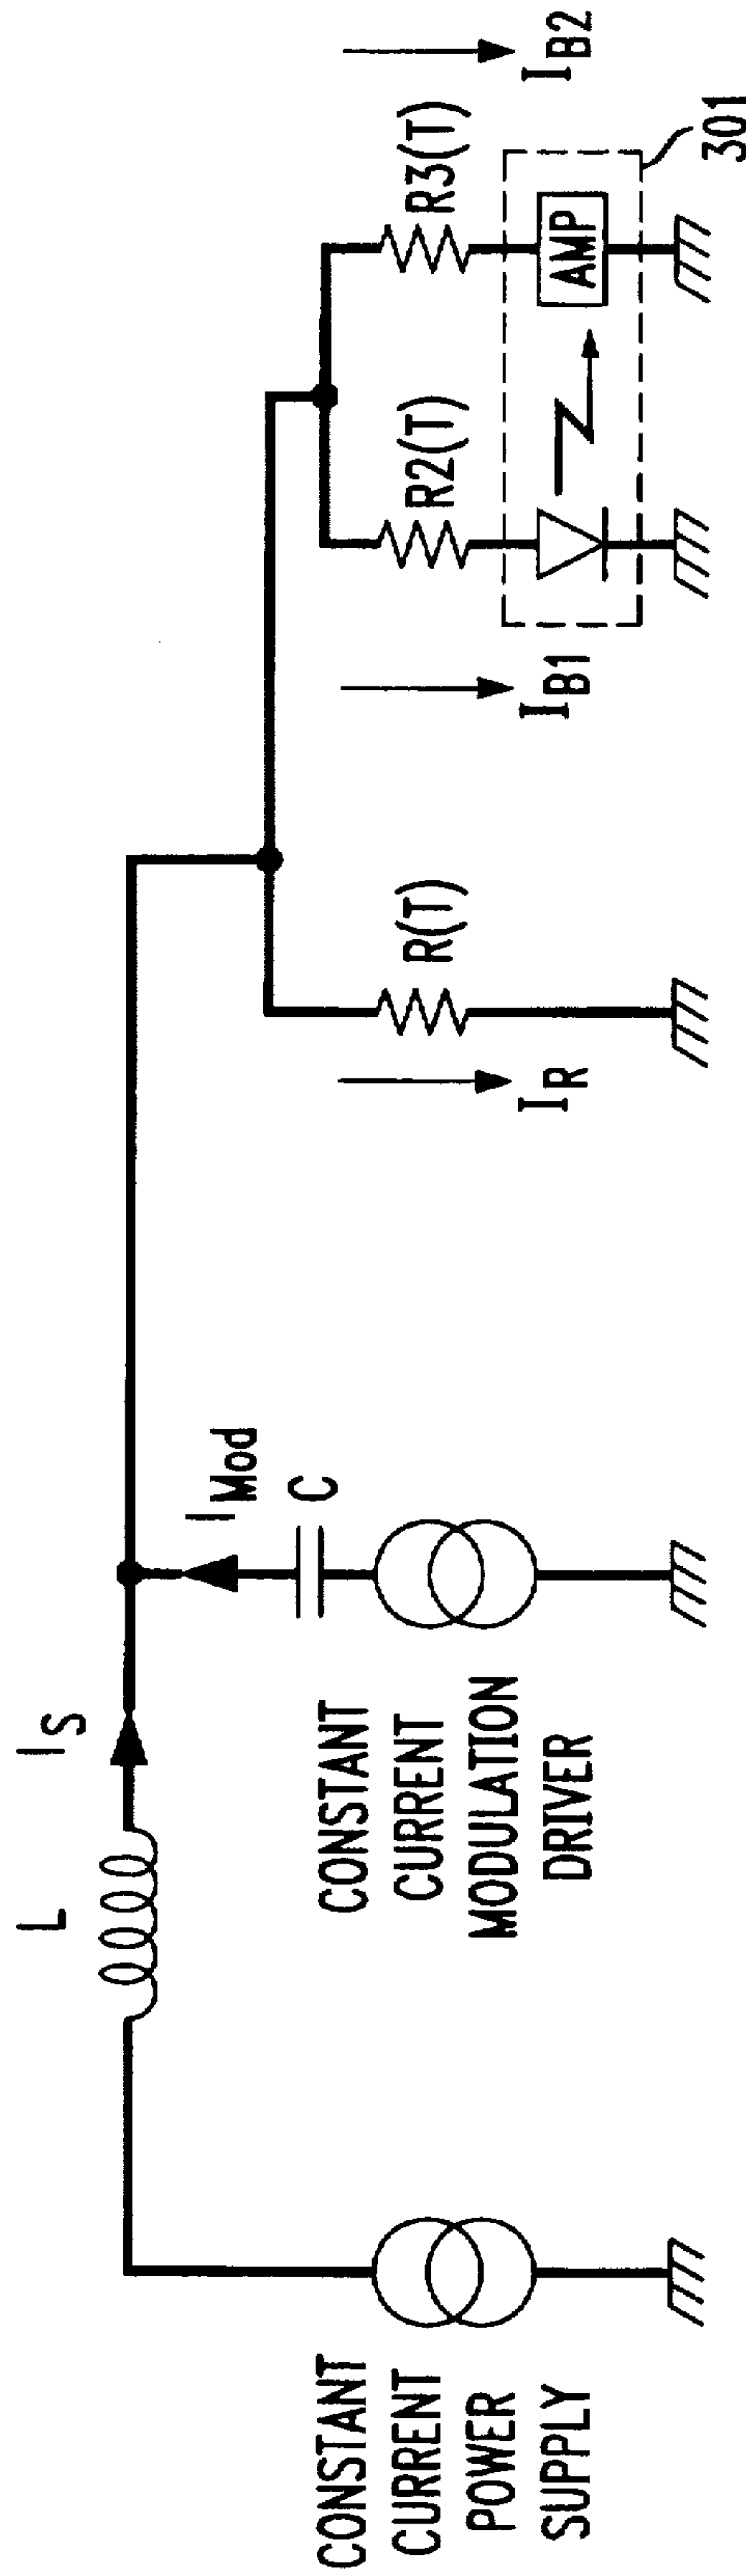 L
I_S
I_Mod
C
CONSTANT
CURRENT
POWER
SUPPLY
CONSTANT
CURRENT
MODULATION
DRIVER
R(T)
I_R
R2(T)
R3(T)
I_B1
I_B2
AMP
301